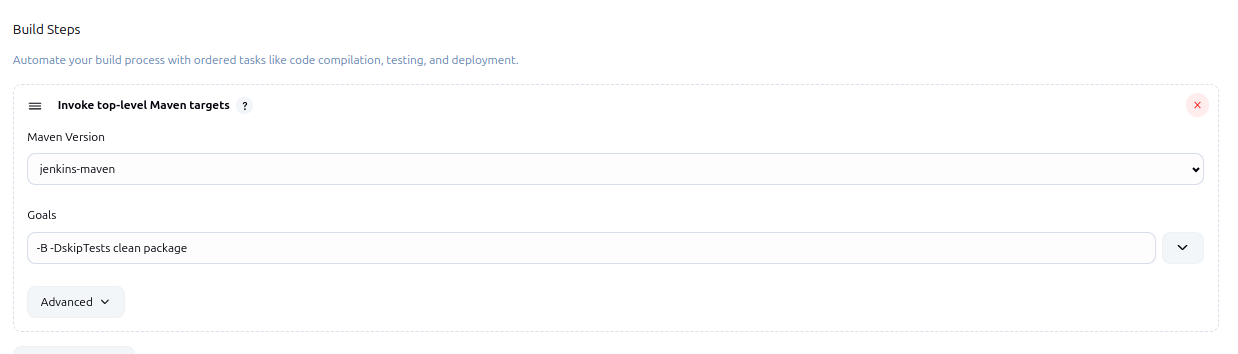 Build Steps
Automate your build process with ordered tasks like code compilation, testing, and deployment.
Invoke top-level Maven targets ?
Maven Version
jenkins-maven
Goals
-B -DskipTests clean package
Advanced